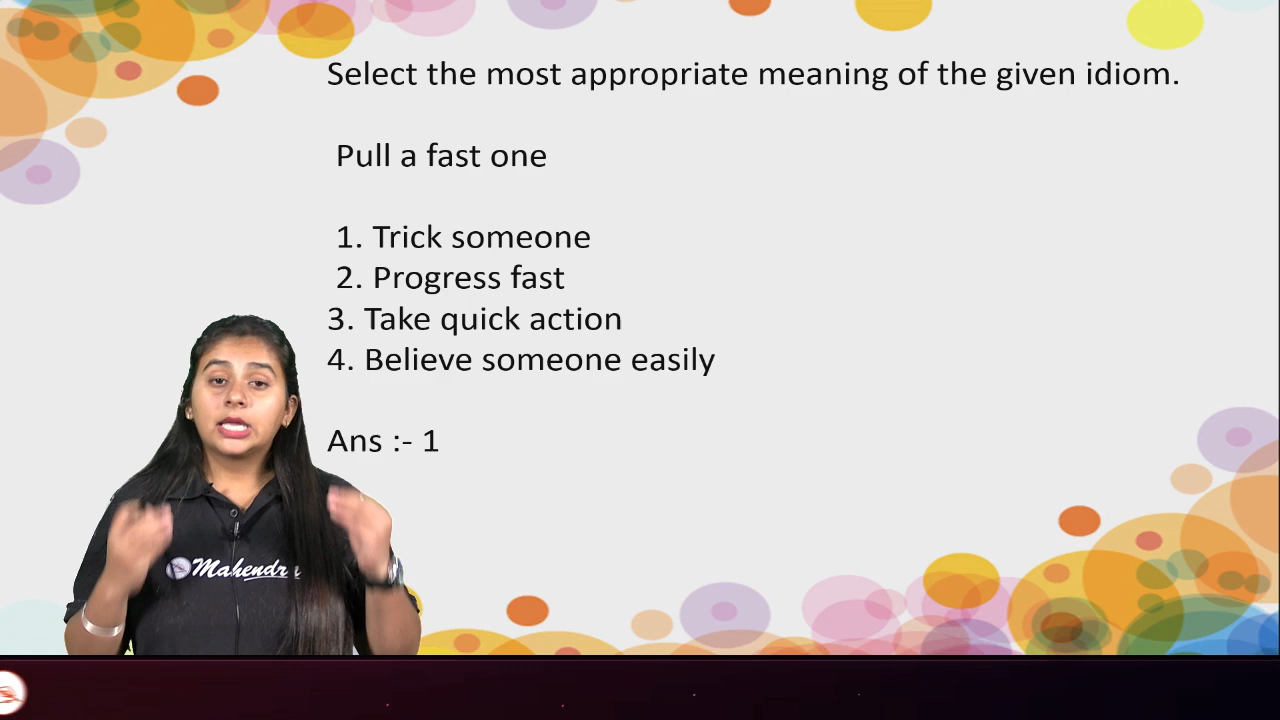 Select the most appropriate meaning of the given idiom.
Pull a fast one
1. Trick someone
2. Progress fast
3. Take quick action
4. Believe someone easily
Ans :- 1
Mahendra